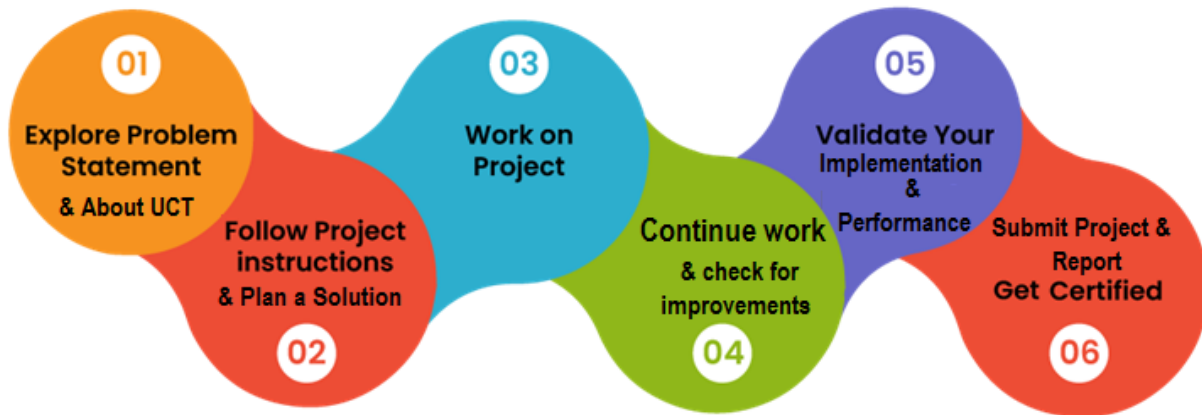 01
Explore Problem
Statement
& About UCT
Follow Project
instructions
& Plan a Solution
02
03
Work on
Project
Continue work
& check for
improvements
04
05
Validate Your
Implementation
&
Performance
Submit Project &
Report
Get Certified
06